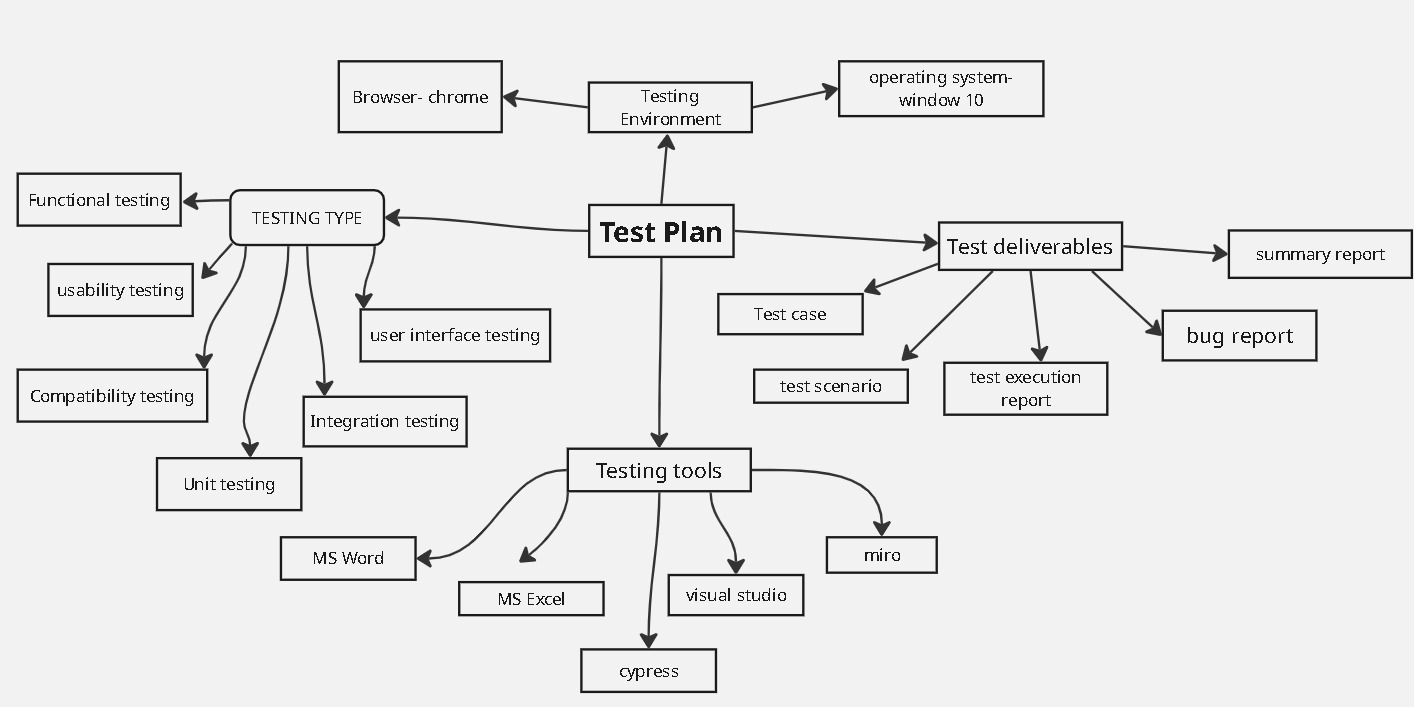 operating system-
window 10
Browser- chrome
Testing
Environment
Functional testing
TESTING TYPE
Test Plan
Test deliverables
summary report
usability testing
Test case
user interface testing
bug report
test execution
report
test scenario
Compatibility testing
Integration testing
Testing tools
Unit testing
MS Word
miro
MS Excel
visual studio
cypress